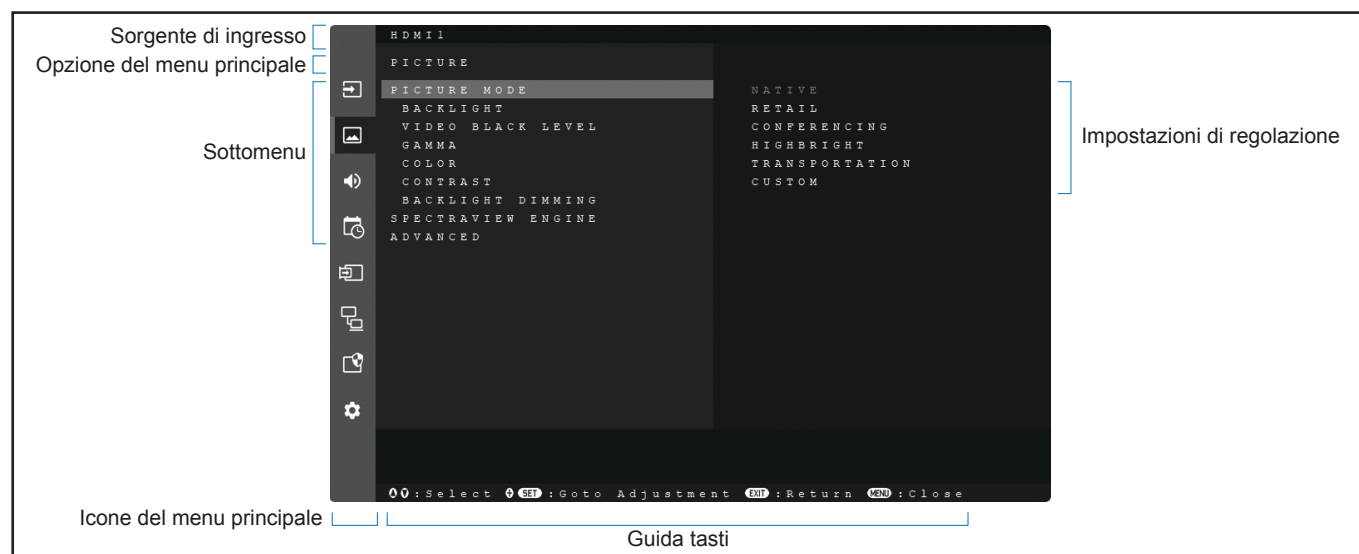 Sorgente di ingresso
HDMI1
Opzione del menu principale
PICTURE
Sottomenu
PICTURE MODE
BACKLIGHT
VIDEO BLACK LEVEL
GAMMA
COLOR
CONTRAST
BACKLIGHT DIMMING
SPECTRAVIEW ENGINE
ADVANCED
NATIVE
RETAIL
CONFERENCING
HIGHBRIGHT
TRANSPORTATION
CUSTOM
Impostazioni di regolazione
:Select SET:Goto Adjustment EXIT:Return MENU:Close
Icone del menu principale
Guida tasti